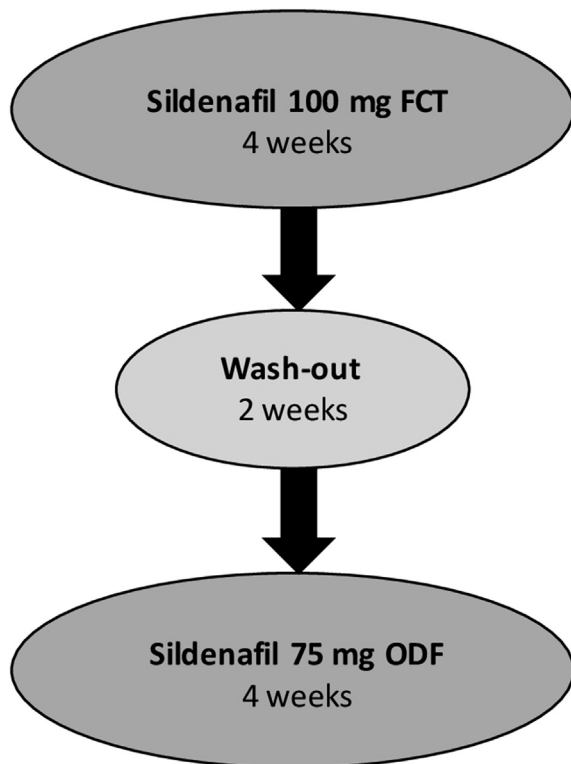 Sildenafil 100 mg FCT
4 weeks
Wash-out
2 weeks
Sildenafil 75 mg ODF
4 weeks